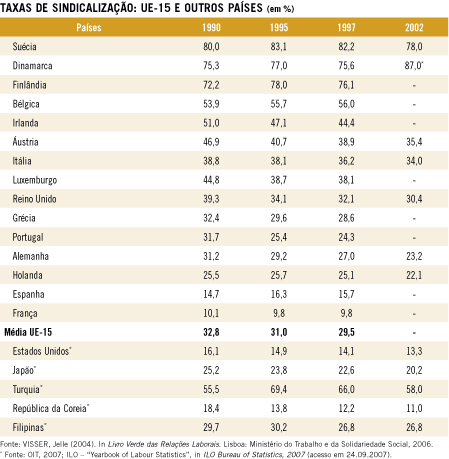 TAXAS DE SINDICALIZAÇÃO: UE-15 E OUTROS PAÍSES (em %)
Países 1990 1995 1997 2002
Suécia 80,0 83,1 82,2 78,0
Dinamarca 75,3 77,0 75,6 87,0*
Finlândia 72,2 78,0 76,1 -
Bélgica 53,9 55,7 56,0 -
Irlanda 51,0 47,1 44,4 -
Áustria 46,9 40,7 38,9 35,4
Itália 38,8 38,1 36,2 34,0
Luxemburgo 44,8 38,7 38,1 -
Reino Unido 39,3 34,1 32,1 30,4
Grécia 32,4 29,6 28,6 -
Portugal 31,7 25,4 24,3 -
Alemanha 31,2 29,2 27,0 23,2
Holanda 25,5 25,7 25,1 22,1
Espanha 14,7 16,3 15,7 -
França 10,1 9,8 9,8 -
Média UE-15 32,8 31,0 29,5 -
Estados Unidos* 16,1 14,9 14,1 13,3
Japão* 25,2 23,8 22,6 20,2
Turquia* 55,5 69,4 66,0 58,0
República da Coreia* 18,4 13,8 12,2 11,0
Filipinas* 29,7 30,2 26,8 26,8
Fonte: VISSER, Jelle (2004). In Livro Verde das Relações Laborais. Lisboa: Ministério do Trabalho e da Solidariedade Social, 2006.
* Fonte: OIT, 2007; ILO – “Yearbook of Labour Statistics”, in ILO Bureau of Statistics, 2007 (acesso em 24.09.2007).